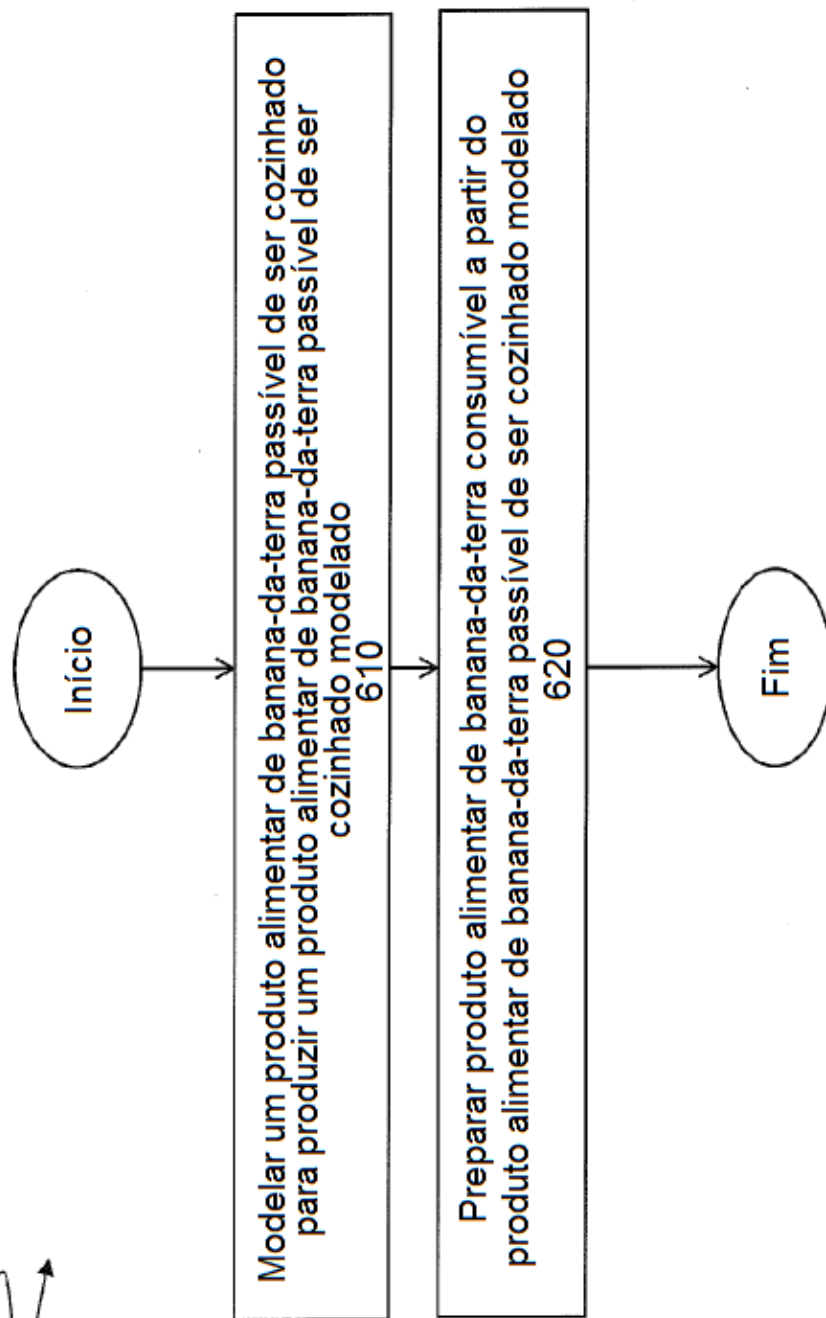 Início
Modelar um produto alimentar de banana-da-terra passível de ser cozinhado
para produzir um produto alimentar de banana-da-terra passível de ser
cozinhado modelado
610
Preparar produto alimentar de banana-da-terra consumível a partir do
produto alimentar de banana-da-terra passível de ser cozinhado modelado
620
Fim